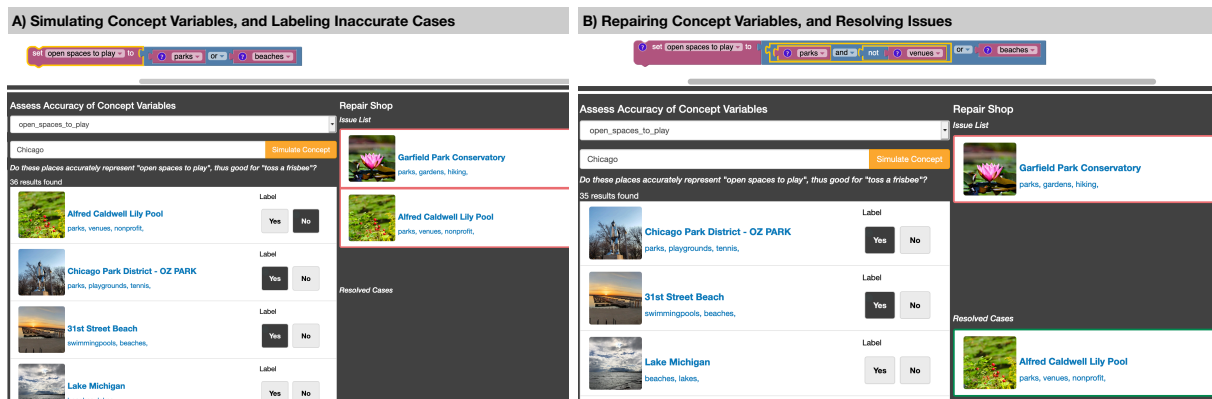 A) Simulating Concept Variables, and Labeling Inaccurate Cases
set open spaces to play to ? parks or ? beaches
Assess Accuracy of Concept Variables
open_spaces_to_play
Chicago
Simulate Concept
Do these places accurately represent "open spaces to play", thus good for "toss a frisbee"?
36 results found
Alfred Caldwell Lily Pool
parks, venues, nonprofit,
Label
Yes No
Chicago Park District - OZ PARK
parks, playgrounds, tennis,
Label
Yes No
31st Street Beach
swimmingpools, beaches,
Label
Yes No
Lake Michigan
Label
Yes No
Repair Shop
Issue List
Garfield Park Conservatory
parks, gardens, hiking,
Alfred Caldwell Lily Pool
parks, venues, nonprofit,
Resolved Cases
B) Repairing Concept Variables, and Resolving Issues
? set open spaces to play to ? parks and not ? venues or ? beaches
Assess Accuracy of Concept Variables
open_spaces_to_play
Chicago
Simulate Concept
Do these places accurately represent "open spaces to play", thus good for "toss a frisbee"?
35 results found
Chicago Park District - OZ PARK
parks, playgrounds, tennis,
Label
Yes No
31st Street Beach
swimmingpools, beaches,
Label
Yes No
Lake Michigan
beaches, lakes,
Label
Yes No
Repair Shop
Issue List
Garfield Park Conservatory
parks, gardens, hiking,
Resolved Cases
Alfred Caldwell Lily Pool
parks, venues, nonprofit,